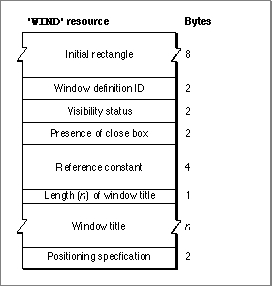 'WIND' resource Bytes
Initial rectangle 8
Window definition ID 2
Visibility status 2
Presence of close box 2
Reference constant 4
Length (n) of window title 1
Window title n
Positioning specfication 2